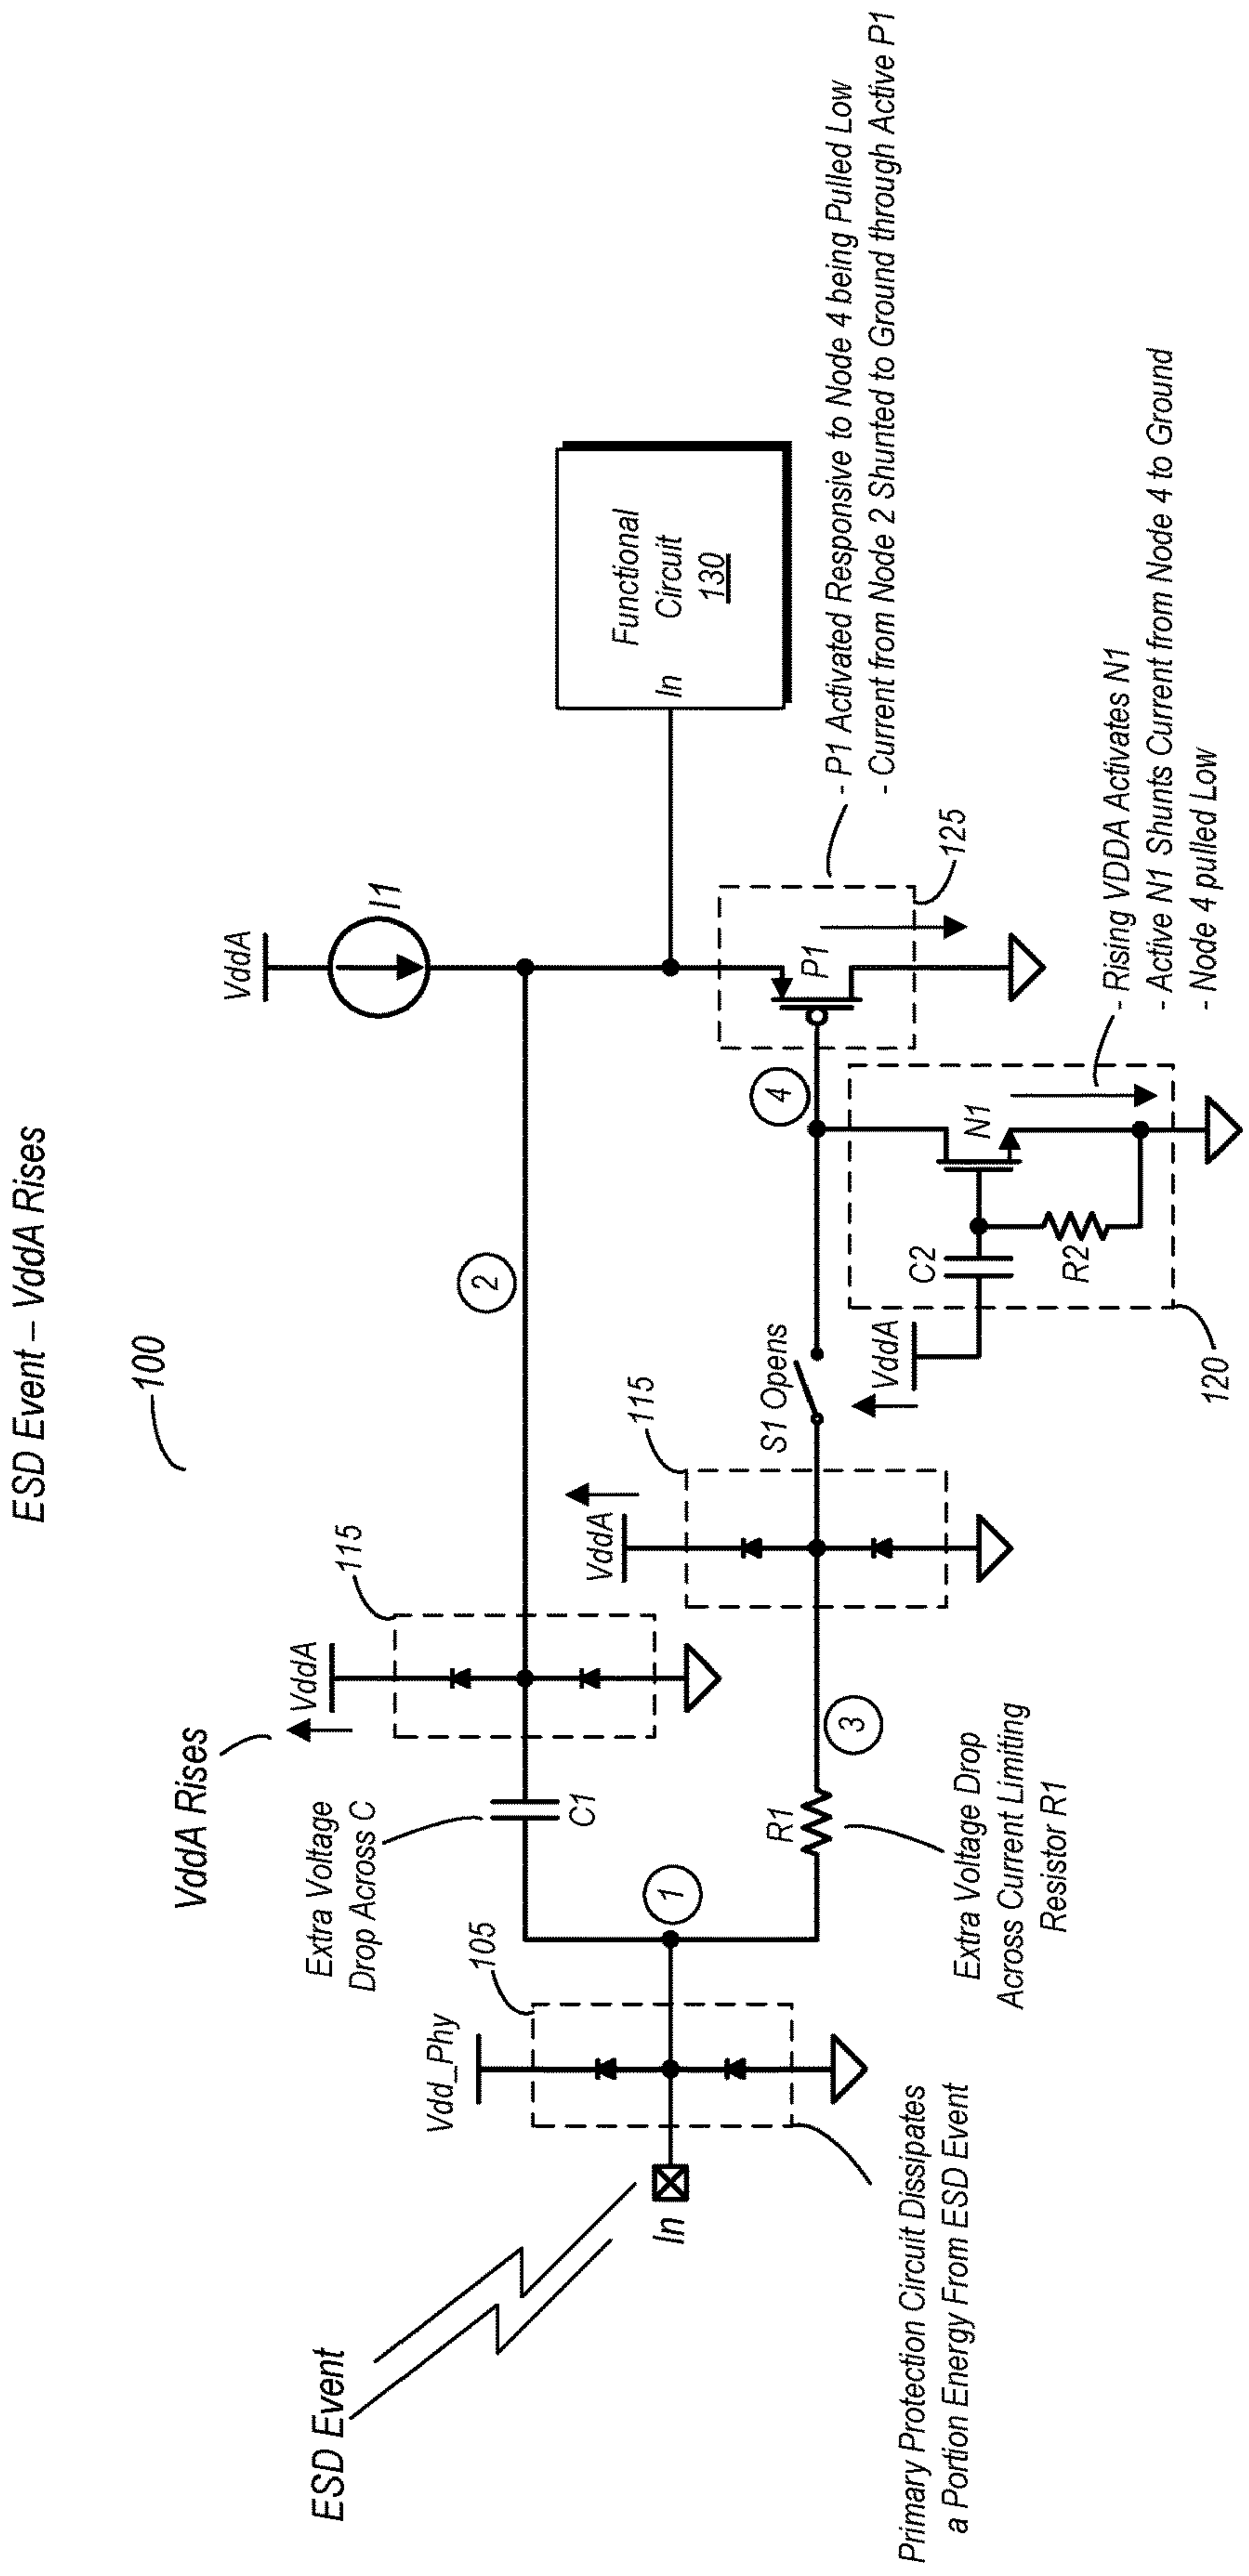 ESD Event – VddA Rises
100
ESD Event
In
Vdd_Phy
105
Primary Protection Circuit Dissipates
a Portion Energy From ESD Event
1
VddA Rises
Extra Voltage
Drop Across C
C1
VddA
115
2
R1
3
Extra Voltage Drop
Across Current Limiting
Resistor R1
VddA
115
S1 Opens
VddA
C2
R2
N1
120
4
- Rising VDDA Activates N1
- Active N1 Shunts Current from Node 4 to Ground
- Node 4 pulled Low
VddA
I1
P1
125
- P1 Activated Responsive to Node 4 being Pulled Low
- Current from Node 2 Shunted to Ground through Active P1
In
Functional
Circuit
130